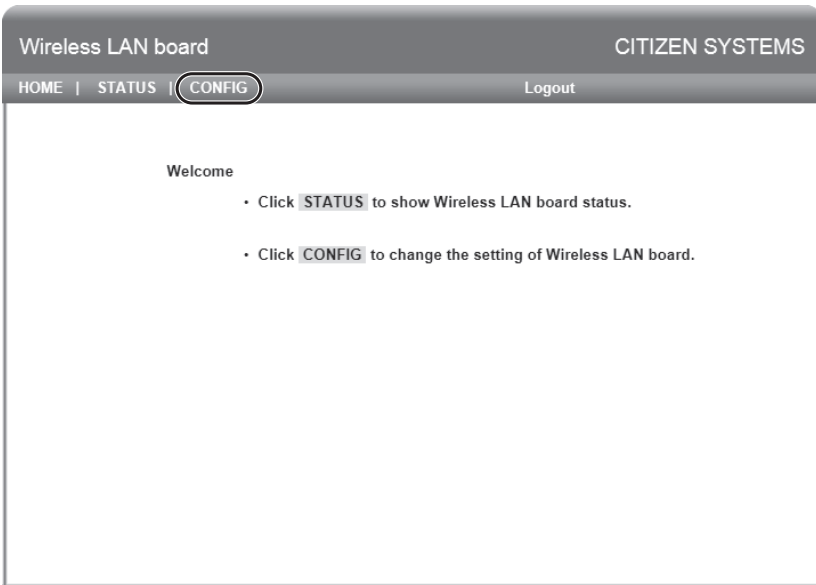 Wireless LAN board CITIZEN SYSTEMS
HOME | STATUS | CONFIG Logout
Welcome
• Click STATUS to show Wireless LAN board status.
• Click CONFIG to change the setting of Wireless LAN board.